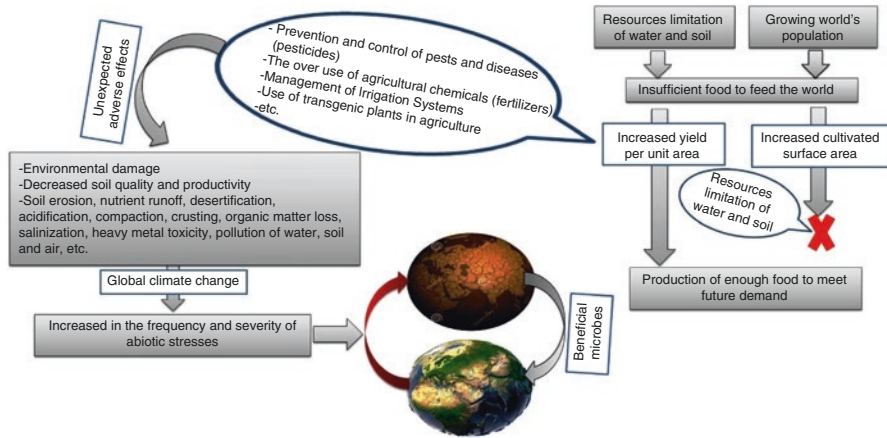 Unexpected
adverse effects
- Prevention and control of pests and diseases
(pesticides)
-The over use of agricultural chemicals (fertilizers)
-Management of Irrigation Systems
-Use of transgenic plants in agriculture
-etc.
Resources limitation
of water and soil
Growing world's
population
Insufficient food to feed the world
Increased yield
per unit area
Increased cultivated
surface area
Resources
limitation of
water and soil
Production of enough food to meet
future demand
-Environmental damage
-Decreased soil quality and productivity
-Soil erosion, nutrient runoff, desertification,
acidification, compaction, crusting, organic matter loss,
salinization, heavy metal toxicity, pollution of water, soil
and air, etc.
Global climate change
Increased in the frequency and severity of
abiotic stresses
Beneficial
microbes